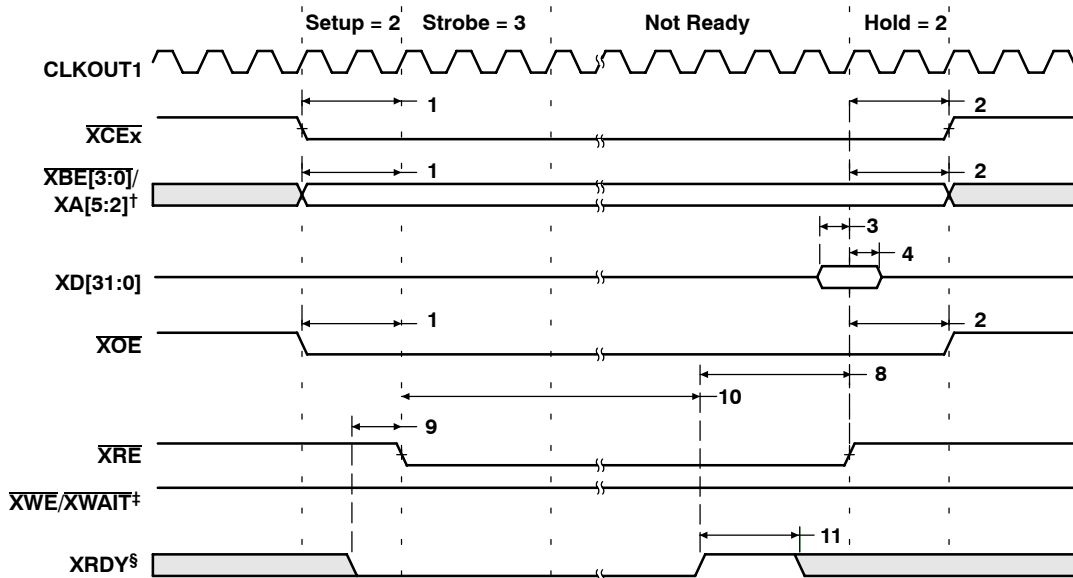 Setup = 2 Strobe = 3 Not Ready Hold = 2
CLKOUT1
1 2
XCEx
XBE[3:0]/
XA[5:2]†
1 2
3
4
XD[31:0]
1 2
XOE
8
10
9
XRE
XWE/XWAIT‡
11
XRDY§